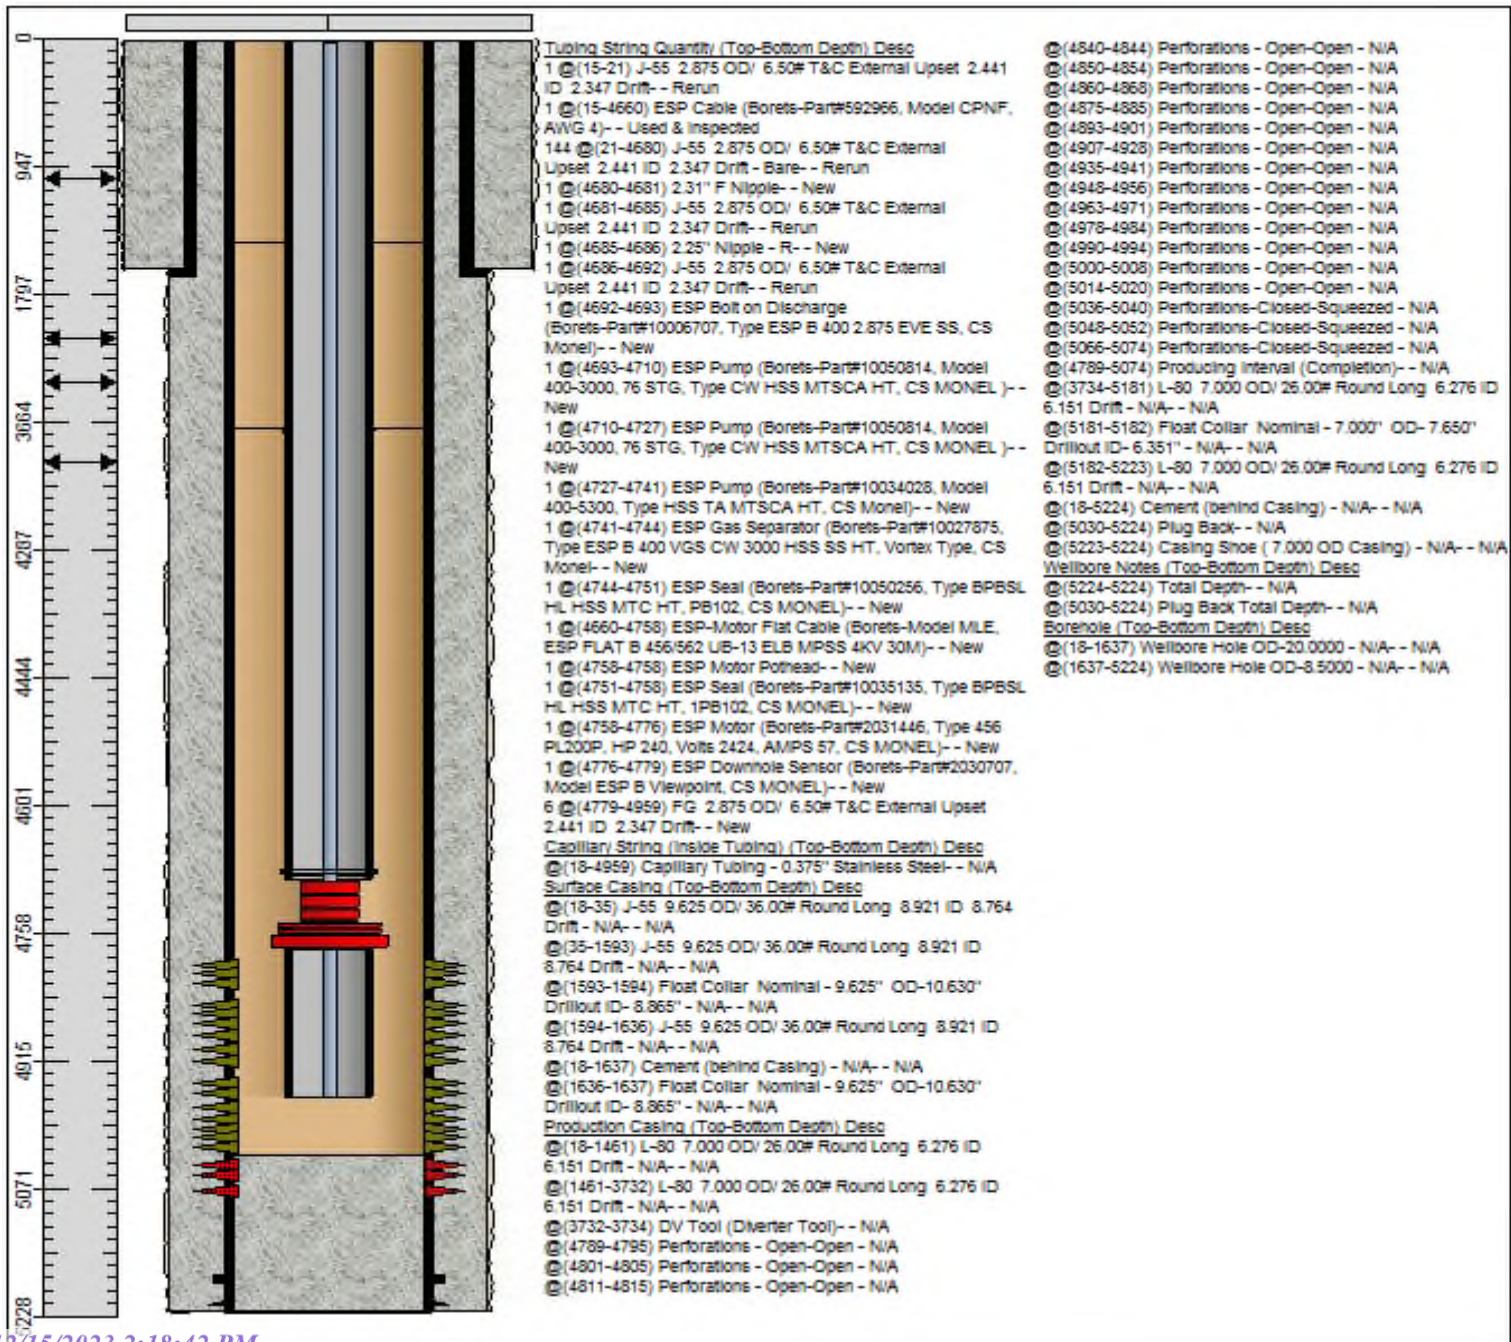 0
947
1797
3664
4287
4444
4601
4758
4915
5071
5228
Tubing String Quantity (Top-Bottom Depth) Desc
1 @(15-21) J-55 2.875 OD/ 6.50# T&C External Upset 2.441
ID 2.347 Drift- - Rerun
1 @(15-4660) ESP Cable (Borets-Part#592966, Model CPNF,
AWG 4)- - Used & Inspected
144 @(21-4680) J-55 2.875 OD/ 6.50# T&C External
Upset 2.441 ID 2.347 Drift - Bare- - Rerun
1 @(4680-4681) 2.31" F Nipple- - New
1 @(4681-4685) J-55 2.875 OD/ 6.50# T&C External
Upset 2.441 ID 2.347 Drift- - Rerun
1 @(4685-4686) 2.25" Nipple - R- - New
1 @(4686-4692) J-55 2.875 OD/ 6.50# T&C External
Upset 2.441 ID 2.347 Drift- - Rerun
1 @(4692-4693) ESP Bolt on Discharge
(Borets-Part#10006707, Type ESP B 400 2.875 EVE SS, CS
Monel)- - New
1 @(4693-4710) ESP Pump (Borets-Part#10050814, Model
400-3000, 76 STG, Type CW HSS MTSCA HT, CS MONEL )- -
New
1 @(4710-4727) ESP Pump (Borets-Part#10050814, Model
400-3000, 76 STG, Type CW HSS MTSCA HT, CS MONEL )- -
New
1 @(4727-4741) ESP Pump (Borets-Part#10034028, Model
400-5300, Type HSS TA MTSCA HT, CS Monel)- - New
1 @(4741-4744) ESP Gas Separator (Borets-Part#10027875,
Type ESP B 400 VGS CW 3000 HSS SS HT, Vortex Type, CS
Monel- - New
1 @(4744-4751) ESP Seal (Borets-Part#10050256, Type BPBSL
HL HSS MTC HT, PB102, CS MONEL)- - New
1 @(4660-4758) ESP-Motor Flat Cable (Borets-Model MLE,
ESP FLAT B 456/562 UB-13 ELB MPSS 4KV 30M)- - New
1 @(4758-4758) ESP Motor Pothead- - New
1 @(4751-4758) ESP Seal (Borets-Part#10035135, Type BPBSL
HL HSS MTC HT, 1PB102, CS MONEL)- - New
1 @(4758-4776) ESP Motor (Borets-Part#2031446, Type 456
PL200P, HP 240, Volts 2424, AMPS 57, CS MONEL)- - New
1 @(4776-4779) ESP Downhole Sensor (Borets-Part#2030707,
Model ESP B Viewpoint, CS MONEL)- - New
6 @(4779-4959) FG 2.875 OD/ 6.50# T&C External Upset
2.441 ID 2.347 Drift- - New
Capillary String (Inside Tubing) (Top-Bottom Depth) Desc
@(18-4959) Capillary Tubing - 0.375" Stainless Steel- - N/A
Surface Casing (Top-Bottom Depth) Desc
@(18-35) J-55 9.625 OD/ 36.00# Round Long 8.921 ID 8.764
Drift - N/A- - N/A
@(35-1593) J-55 9.625 OD/ 36.00# Round Long 8.921 ID
8.764 Drift - N/A- - N/A
@(1593-1594) Float Collar Nominal - 9.625" OD-10.630"
Drillout ID- 8.865" - N/A- - N/A
@(1594-1636) J-55 9.625 OD/ 36.00# Round Long 8.921 ID
8.764 Drift - N/A- - N/A
@(18-1637) Cement (behind Casing) - N/A- - N/A
@(1636-1637) Float Collar Nominal - 9.625" OD-10.630"
Drillout ID- 8.865" - N/A- - N/A
Production Casing (Top-Bottom Depth) Desc
@(18-1461) L-80 7.000 OD/ 26.00# Round Long 6.276 ID
6.151 Drift - N/A- - N/A
@(1461-3732) L-80 7.000 OD/ 26.00# Round Long 6.276 ID
6.151 Drift - N/A- - N/A
@(3732-3734) DV Tool (Diverter Tool)- - N/A
@(4789-4795) Perforations - Open-Open - N/A
@(4801-4805) Perforations - Open-Open - N/A
@(4811-4815) Perforations - Open-Open - N/A
@(4840-4844) Perforations - Open-Open - N/A
@(4850-4854) Perforations - Open-Open - N/A
@(4860-4868) Perforations - Open-Open - N/A
@(4875-4885) Perforations - Open-Open - N/A
@(4893-4901) Perforations - Open-Open - N/A
@(4907-4928) Perforations - Open-Open - N/A
@(4935-4941) Perforations - Open-Open - N/A
@(4948-4956) Perforations - Open-Open - N/A
@(4963-4971) Perforations - Open-Open - N/A
@(4978-4984) Perforations - Open-Open - N/A
@(4990-4994) Perforations - Open-Open - N/A
@(5000-5008) Perforations - Open-Open - N/A
@(5014-5020) Perforations - Open-Open - N/A
@(5036-5040) Perforations-Closed-Squeezed - N/A
@(5048-5052) Perforations-Closed-Squeezed - N/A
@(5066-5074) Perforations-Closed-Squeezed - N/A
@(4789-5074) Producing Interval (Completion)- - N/A
@(3734-5181) L-80 7.000 OD/ 26.00# Round Long 6.276 ID
6.151 Drift - N/A- - N/A
@(5181-5182) Float Collar Nominal - 7.000" OD- 7.650"
Drillout ID- 6.351" - N/A- - N/A
@(5182-5223) L-80 7.000 OD/ 26.00# Round Long 6.276 ID
6.151 Drift - N/A- - N/A
@(18-5224) Cement (behind Casing) - N/A- - N/A
@(5030-5224) Plug Back- - N/A
@(5223-5224) Casing Shoe ( 7.000 OD Casing) - N/A- - N/A
Wellbore Notes (Top-Bottom Depth) Desc
@(5224-5224) Total Depth- - N/A
@(5030-5224) Plug Back Total Depth- - N/A
Borehole (Top-Bottom Depth) Desc
@(18-1637) Wellbore Hole OD-20.0000 - N/A- - N/A
@(1637-5224) Wellbore Hole OD-8.5000 - N/A- - N/A